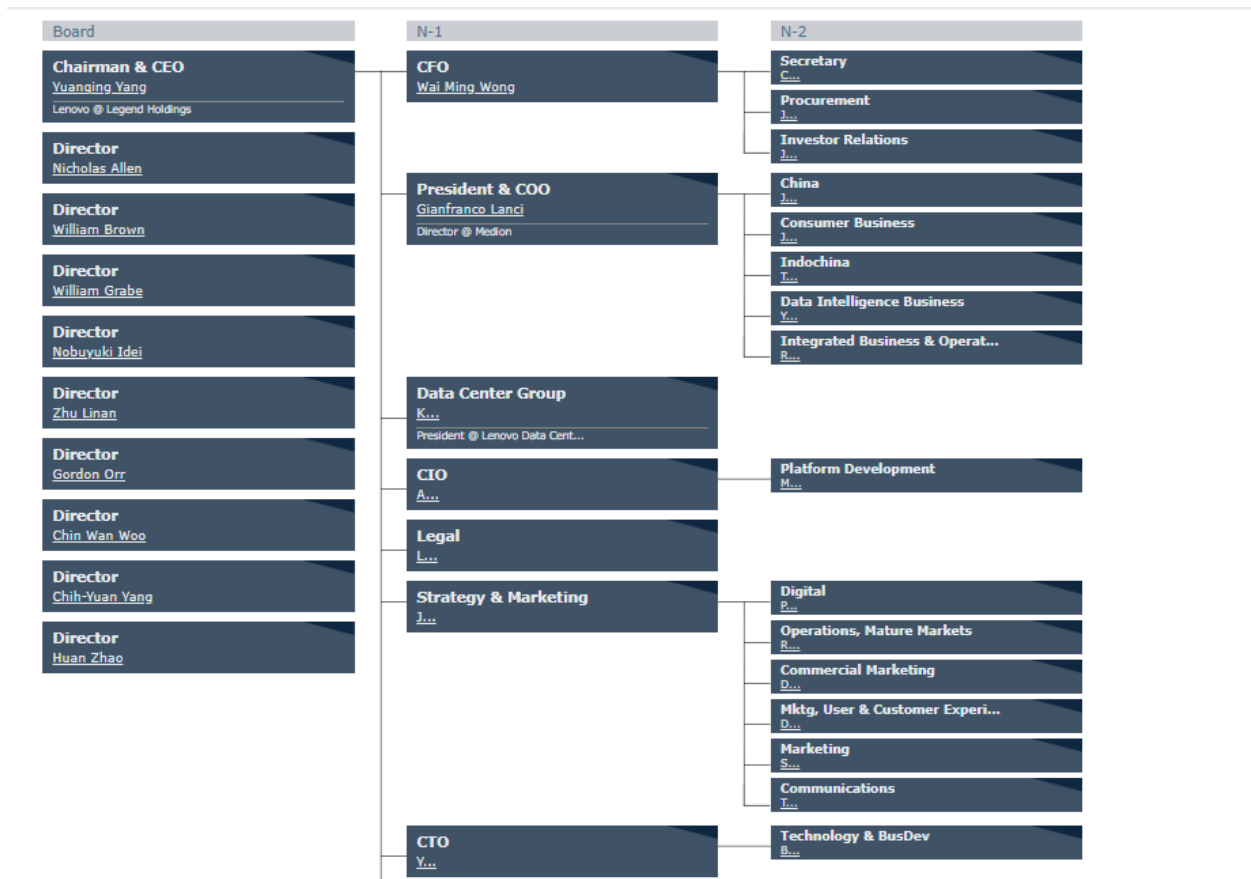 Board
Chairman & CEO
Yuanqing Yang
Lenovo @ Legend Holdings
Director
Nicholas Allen
Director
William Brown
Director
William Grabe
Director
Nobuyuki Idei
Director
Zhu Linan
Director
Gordon Orr
Director
Chin Wan Woo
Director
Chih-Yuan Yang
Director
Huan Zhao
N-1
CFO
Wai Ming Wong
President & COO
Gianfranco Lanci
Director @ Medion
Data Center Group
K...
President @ Lenovo Data Cent...
CIO
A...
Legal
L...
Strategy & Marketing
J...
CTO
Y...
N-2
Secretary
C...
Procurement
J...
Investor Relations
J...
China
J...
Consumer Business
J...
Indochina
T...
Data Intelligence Business
Y...
Integrated Business & Operat...
R...
Platform Development
M...
Digital
P...
Operations, Mature Markets
R...
Commercial Marketing
D...
Mktg, User & Customer Experi...
D...
Marketing
S...
Communications
T...
Technology & BusDev
B...